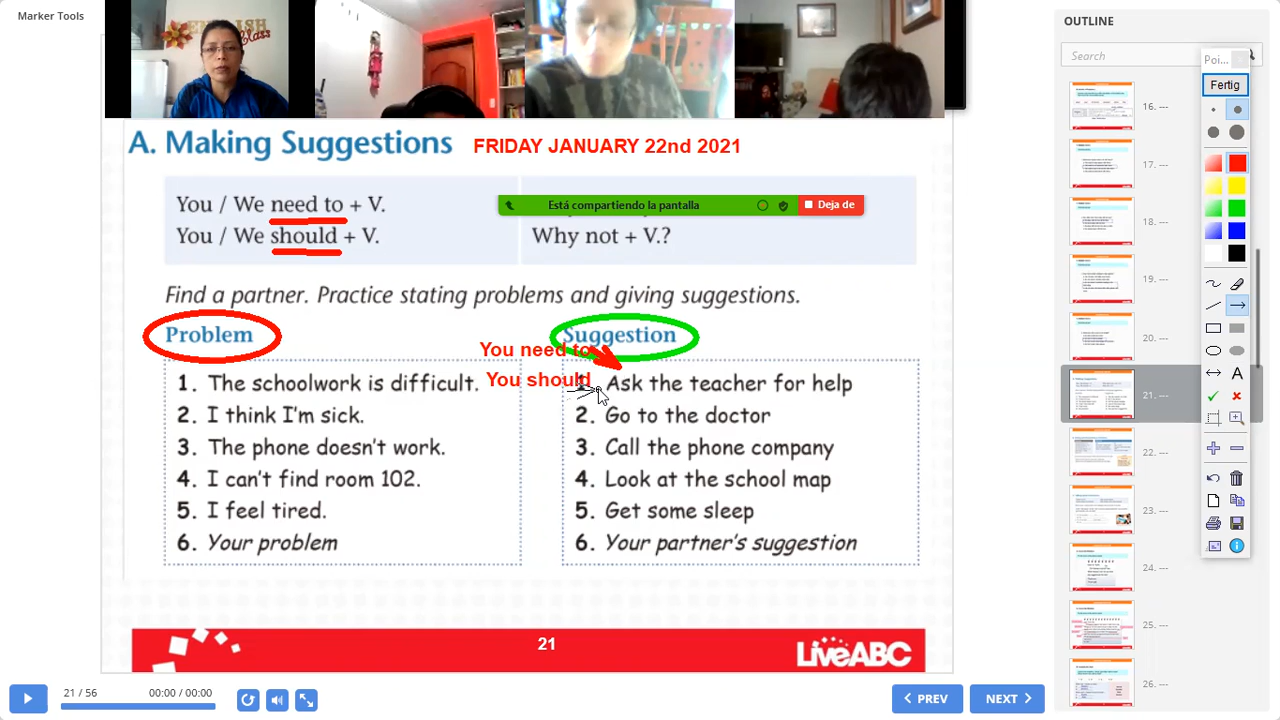 Marker Tools
OUTLINE
Search
Poi...
Fertig
ENGLISH
Class
A. Making Suggestions
FRIDAY JANUARY 22nd 2021
You / We need to + V.
You / We should + V.
Está compartiendo la pantalla
Deja de
Why not + V.?
Find a partner. Practice stating problems and giving suggestions.
Problem
1. The schoolwork is difficult.
2. I think I'm sick.
3. The phone doesn't work.
4. I can't find room 102.
5. I feel tired.
6. Your problem
Suggestion
You need to
You should
1. Ask the teacher for help
2. Go to the doctor
3. Call the phone company
4. Look at the school map
5. Get some sleep
6. Your partner's suggestion
21
LiveABC
16. ---
17. ---
18. ---
19. ---
20. ---
21. ---
22. ---
23. ---
24. ---
25. ---
26. ---
A
21 / 56
00:00 / 00:00
PREV
NEXT